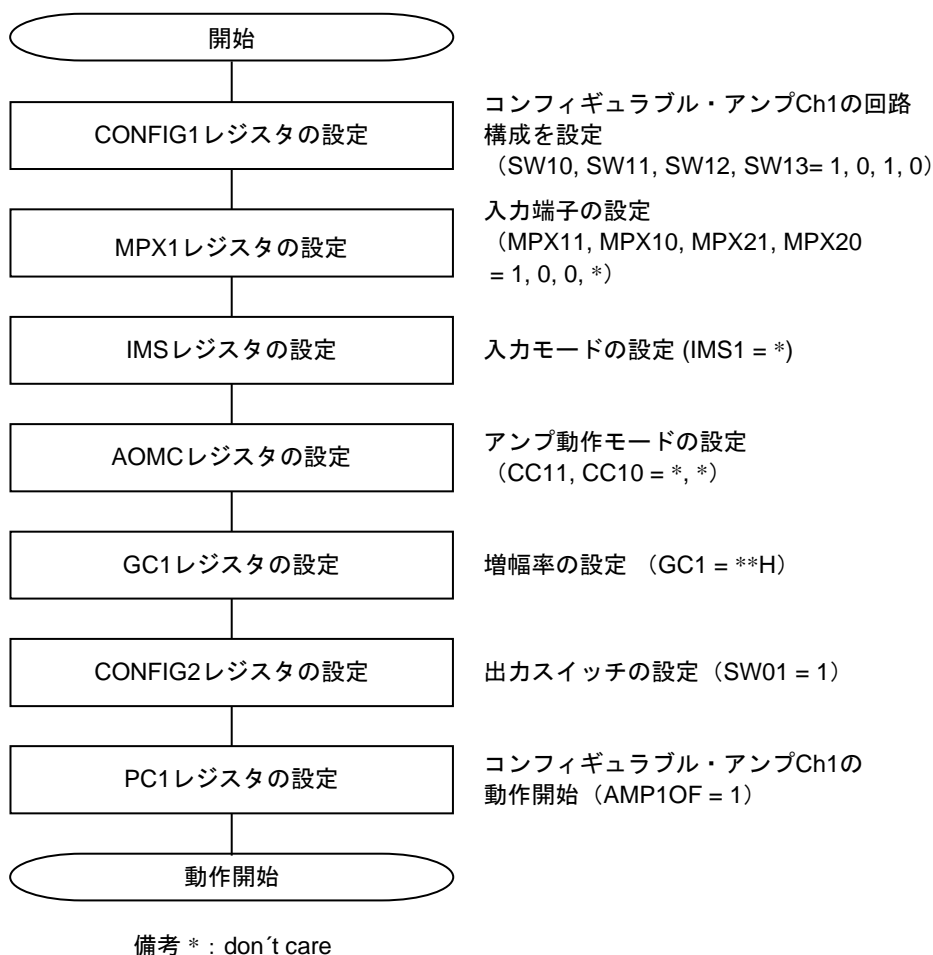 開始
CONFIG1レジスタの設定
コンフィギュラブル・アンプCh1の回路
構成を設定
（SW10, SW11, SW12, SW13= 1, 0, 1, 0）
MPX1レジスタの設定
入力端子の設定
（MPX11, MPX10, MPX21, MPX20
= 1, 0, 0, *）
IMSレジスタの設定
入力モードの設定 (IMS1 = *)
AOMCレジスタの設定
アンプ動作モードの設定
（CC11, CC10 = *, *）
GC1レジスタの設定
増幅率の設定 （GC1 = **H）
CONFIG2レジスタの設定
出力スイッチの設定（SW01 = 1）
PC1レジスタの設定
コンフィギュラブル・アンプCh1の
動作開始（AMP1OF = 1）
動作開始
備考 * : don´t care